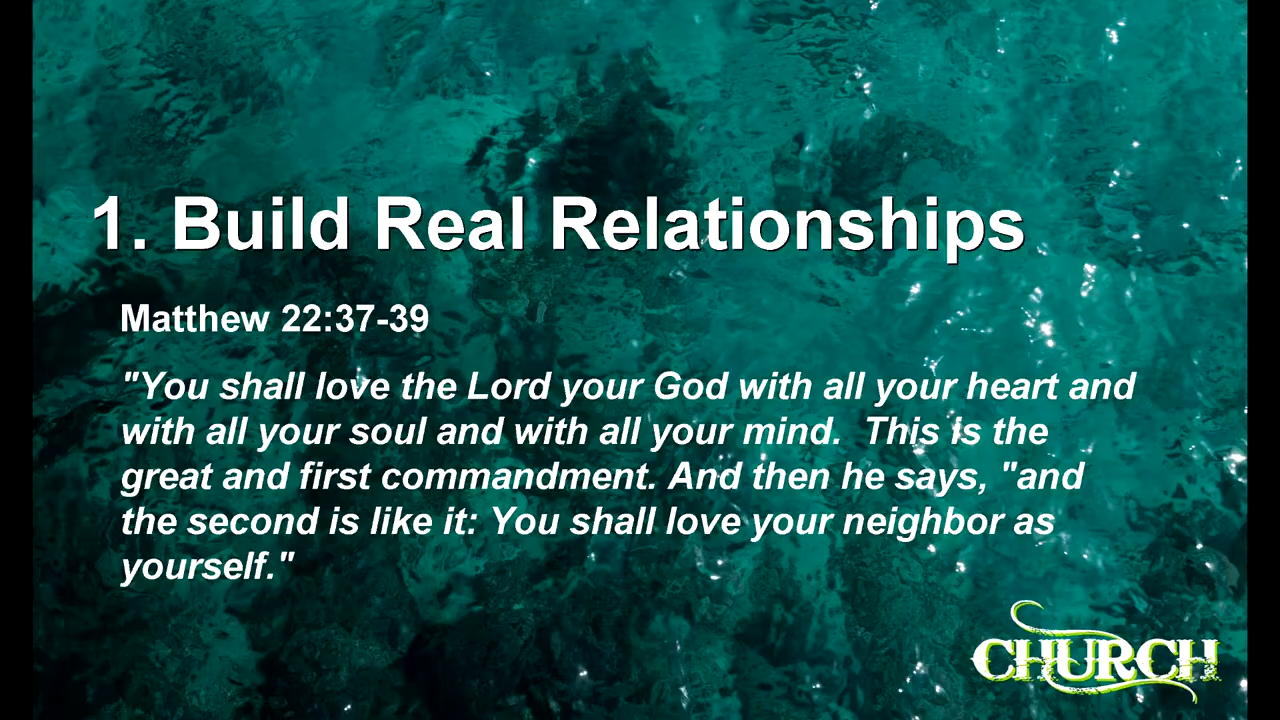 1. Build Real Relationships
Matthew 22:37-39
"You shall love the Lord your God with all your heart and
with all your soul and with all your mind.  This is the
great and first commandment. And then he says, "and
the second is like it: You shall love your neighbor as
yourself."
CHURCH